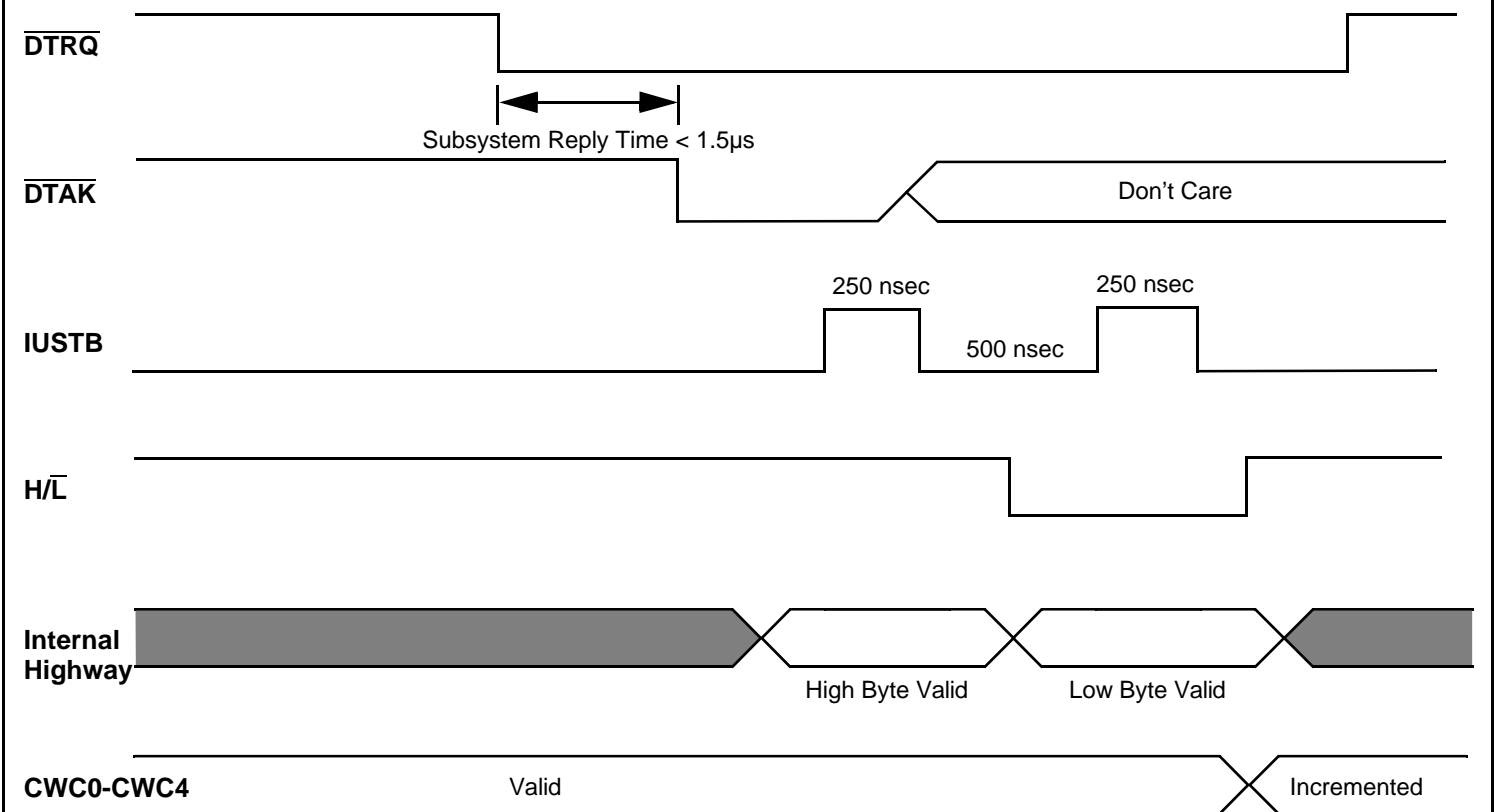 DTRQ
Subsystem Reply Time < 1.5µs
DTAK
Don't Care
250 nsec
250 nsec
IUSTB
500 nsec
H/L
Internal
Highway
High Byte Valid
Low Byte Valid
CWC0-CWC4
Valid
Incremented